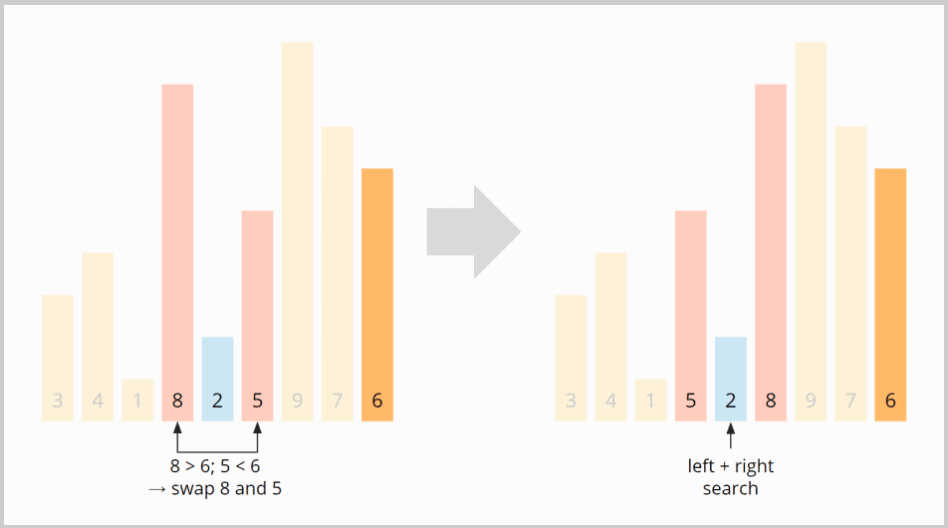 3 4 1 8 2 5 9 7 6
8 > 6; 5 < 6
→ swap 8 and 5
3 4 1 5 2 8 9 7 6
left + right
search